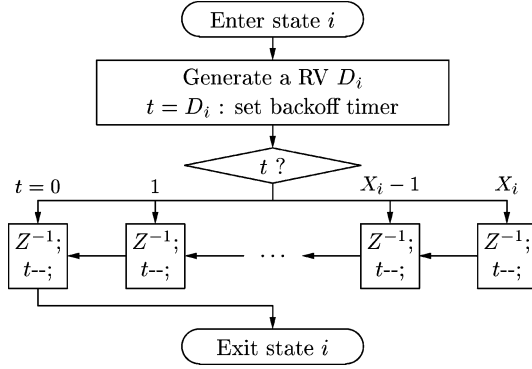 Enter state i
Generate a RV D_i
t = D_i : set backoff timer
t ?
t = 0 1 X_i − 1 X_i
Z^{−1}; Z^{−1}; Z^{−1}; Z^{−1};
t--; t--; ··· t--; t--;
Exit state i